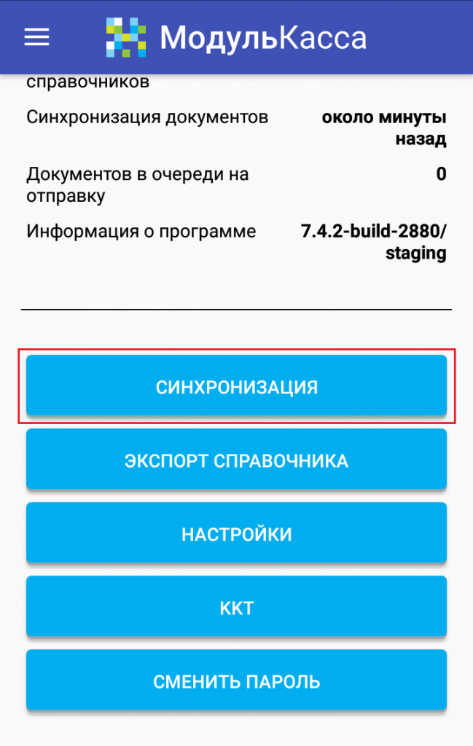 МодульКасса
справочников
Синхронизация документов около минуты
назад
Документов в очереди на 0
отправку
Информация о программе 7.4.2-build-2880/
staging
СИНХРОНИЗАЦИЯ
ЭКСПОРТ СПРАВОЧНИКА
НАСТРОЙКИ
ККТ
СМЕНИТЬ ПАРОЛЬ